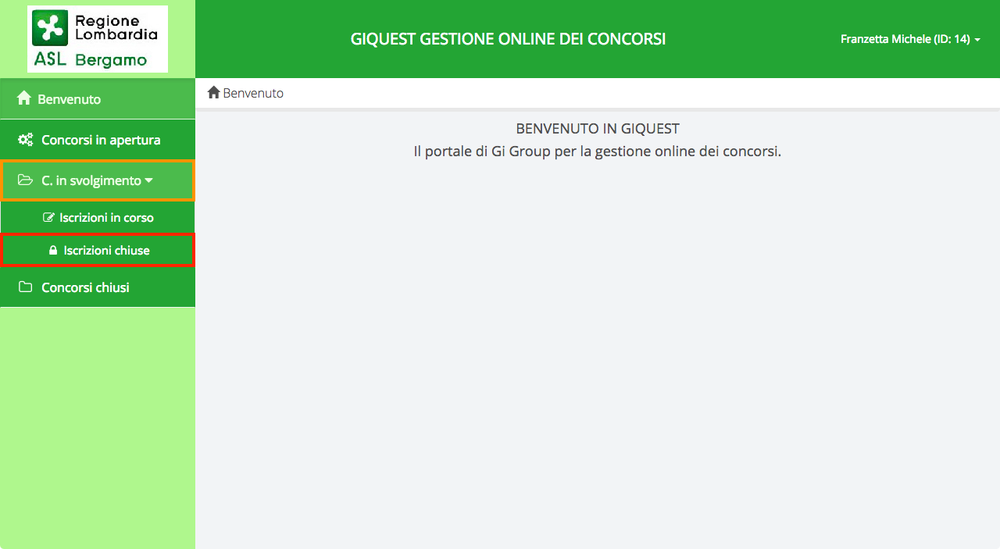 Regione
Lombardia
ASL Bergamo
GIQUEST GESTIONE ONLINE DEI CONCORSI
Franzetta Michele (ID: 14)
Benvenuto
Concorsi in apertura
C. in svolgimento
Iscrizioni in corso
Iscrizioni chiuse
Concorsi chiusi
Benvenuto
BENVENUTO IN GIQUEST
Il portale di Gi Group per la gestione online dei concorsi.